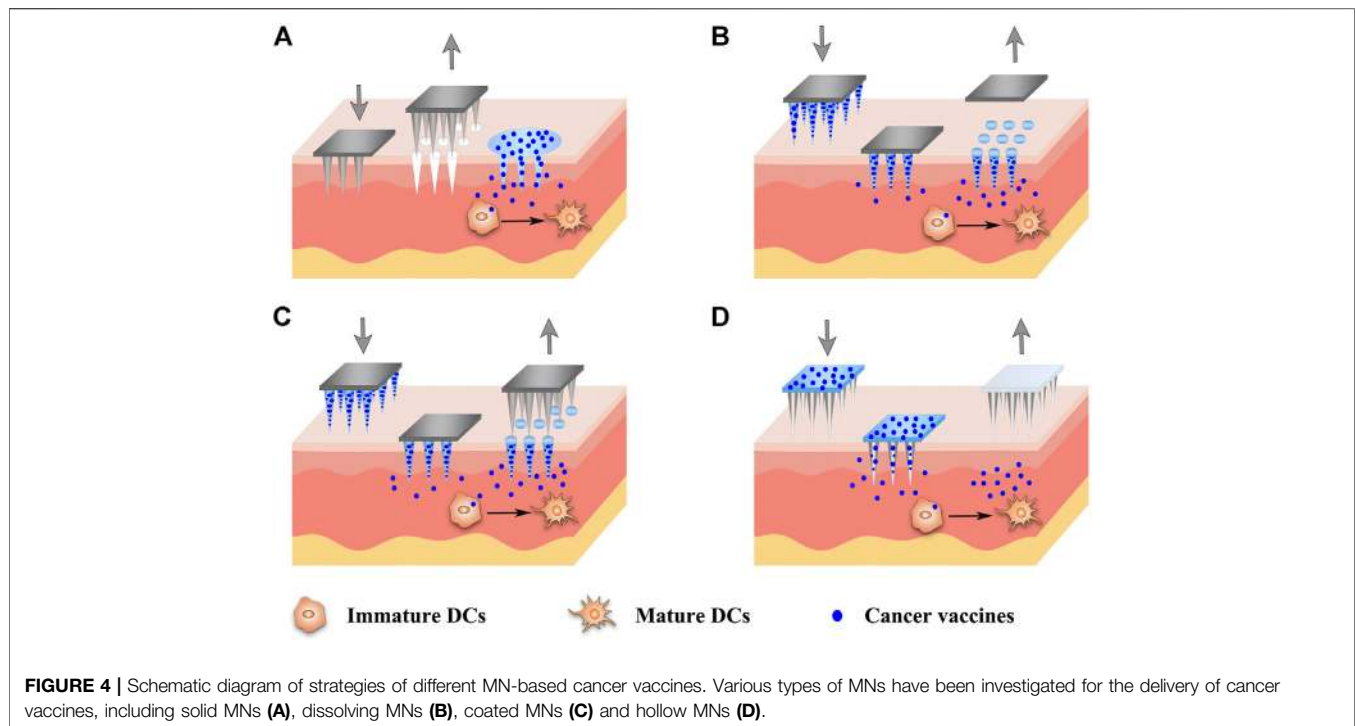 A
B
C
D
Immature DCs
Mature DCs
Cancer vaccines
FIGURE 4 | Schematic diagram of strategies of different MN-based cancer vaccines. Various types of MNs have been investigated for the delivery of cancer
vaccines, including solid MNs (A), dissolving MNs (B), coated MNs (C) and hollow MNs (D).